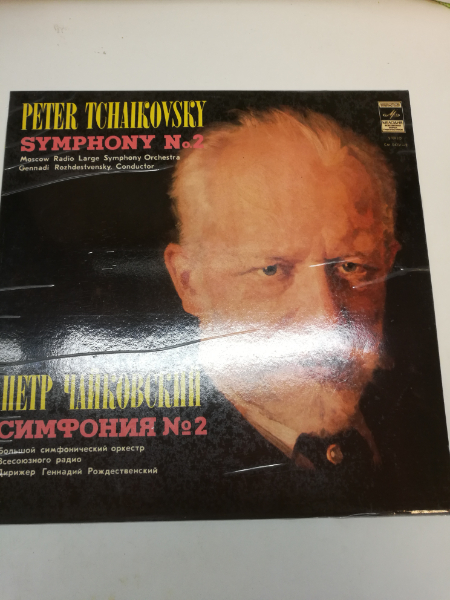 PETER TCHAIKOVSKY
SYMPHONY No.2
Moscow Radio Large Symphony Orchestra
Gennadi Rozhdestvensky, Conductor
ПЕТР ЧАЙКОВСКИЙ
СИМФОНИЯ №2
Большой симфонический оркестр
Всесоюзного радио
Дирижер Геннадий Рождественский